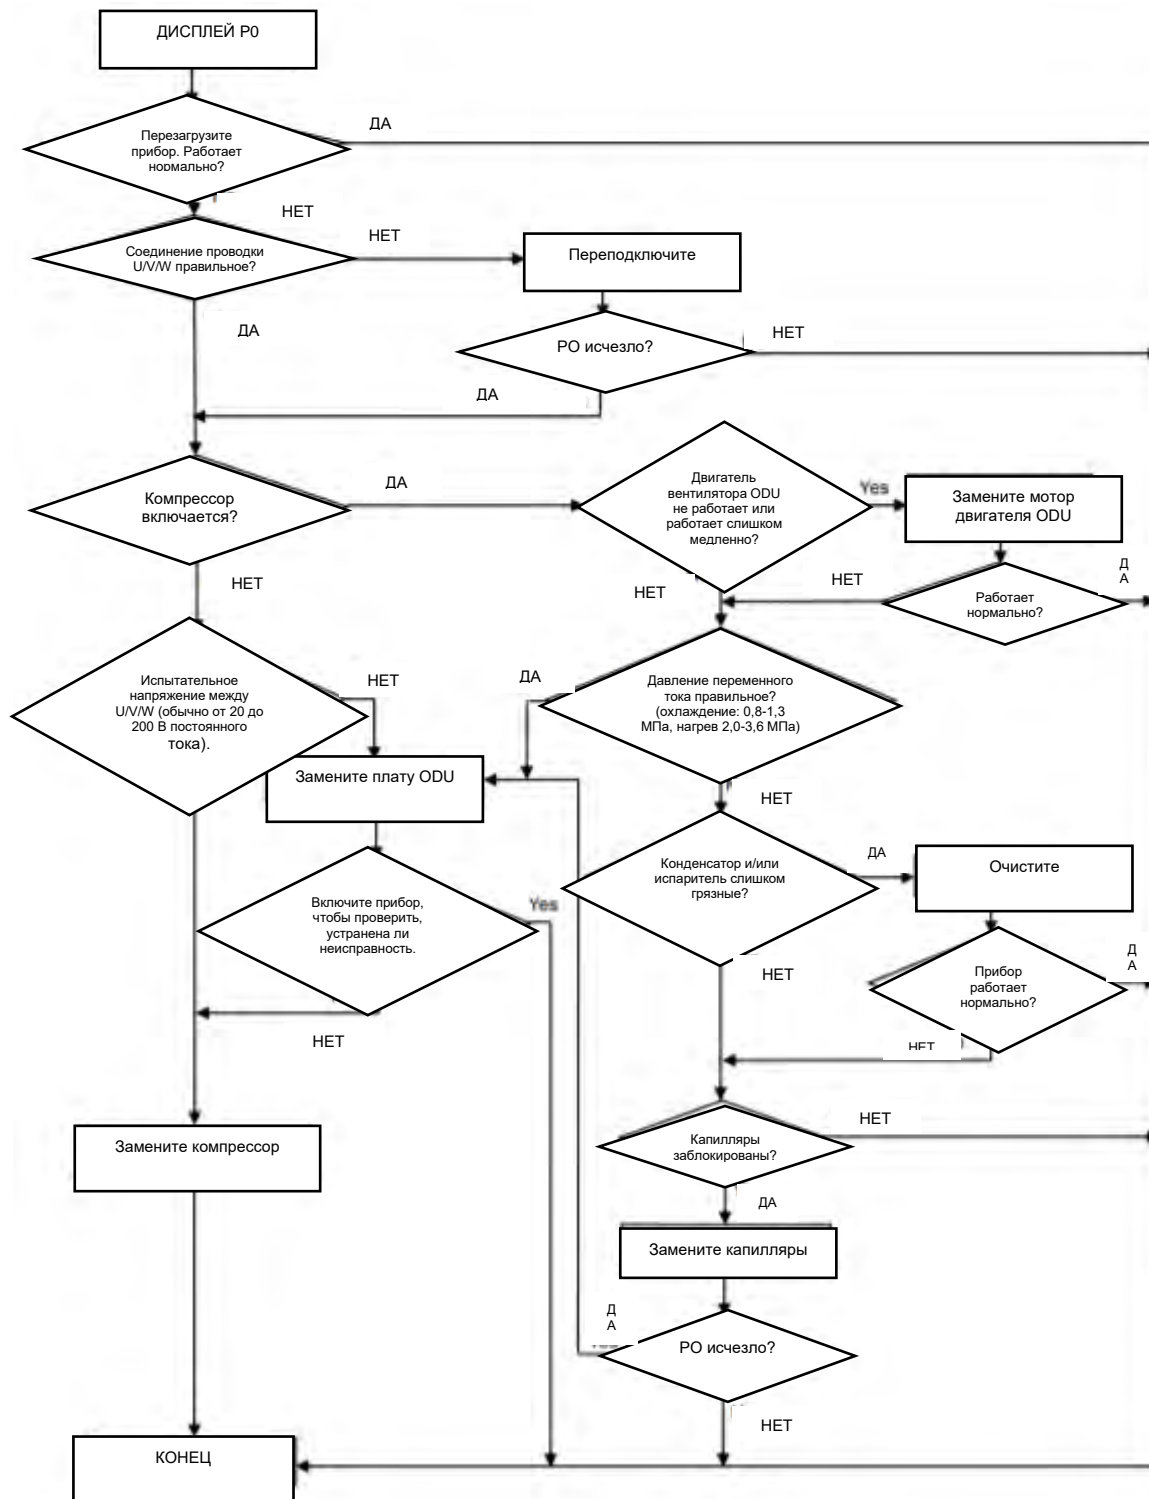 ДИСПЛЕЙ P0
Перезагрузите
прибор. Работает
нормально?
ДА
НЕТ
Соединение проводки
U/V/W правильное?
НЕТ
Переподключите
ДА
РО исчезло?
НЕТ
ДА
Компрессор
включается?
ДА
Двигатель
вентилятора ODU
не работает или
работает слишком
медленно?
Yes
Замените мотор
двигателя ODU
НЕТ
НЕТ
НЕТ
Работает
нормально?
Д
А
Испытательное
напряжение между
U/V/W (обычно от 20 до
200 В постоянного
тока).
НЕТ
ДА
Давление переменного
тока правильное?
(охлаждение: 0,8-1,3
МПа, нагрев 2,0-3,6 МПа)
Замените плату ODU
НЕТ
Конденсатор и/или
испаритель слишком
грязные?
ДА
Очистите
Включите прибор,
чтобы проверить,
устранена ли
неисправность.
Yes
НЕТ
Прибор
работает
нормально?
Д
А
НЕТ
НЕТ
Замените компрессор
Капилляры
заблокированы?
НЕТ
ДА
Замените капилляры
Д
А
РО исчезло?
НЕТ
КОНЕЦ